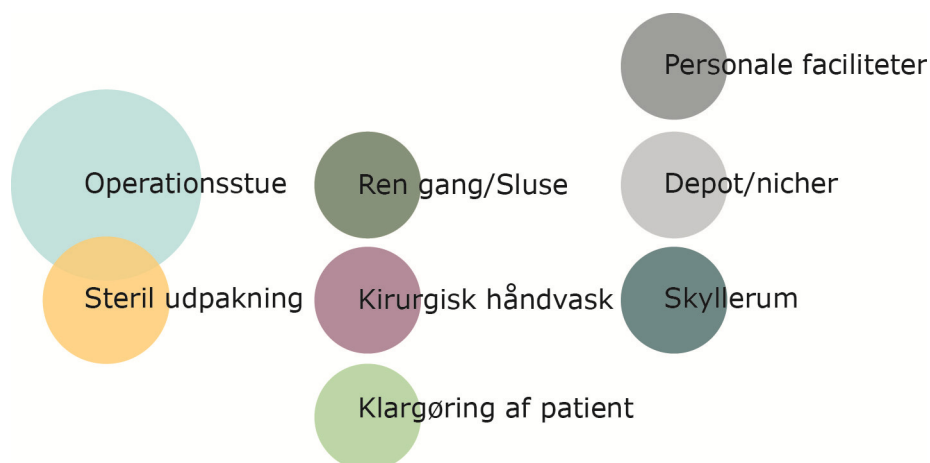 Operationsstue
Steril udpakning
Ren gang/Sluse
Kirurgisk håndvask
Klargøring af patient
Personale faciliteter
Depot/nicher
Skyllerum